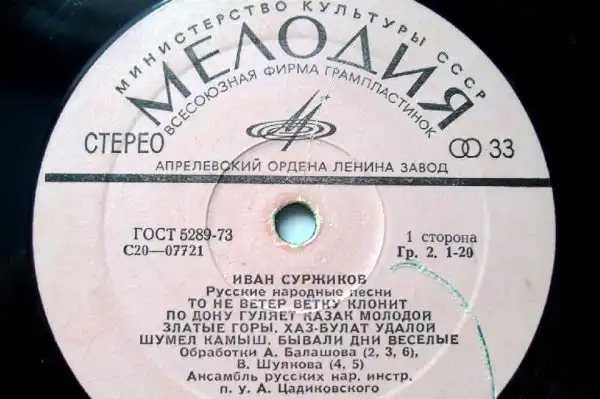 МИНИСТЕРСТВО КУЛЬТУРЫ СССР
МЕЛОДИЯ
ВСЕСОЮЗНАЯ ФИРМА ГРАМПЛАСТИНОК
СТЕРЕО
33
АПРЕЛЕВСКИЙ ОРДЕНА ЛЕНИНА ЗАВОД
ГОСТ 5289-73
С20—07721
1 сторона
Гр. 2. 1-20
ИВАН СУРЖИКОВ
Русские народные песни
ТО НЕ ВЕТЕР ВЕТКУ КЛОНИТ
ПО ДОНУ ГУЛЯЕТ КАЗАК МОЛОДОЙ
ЗЛАТЫЕ ГОРЫ. ХАЗ-БУЛАТ УДАЛОЙ
ШУМЕЛ КАМЫШ. БЫВАЛИ ДНИ ВЕСЕЛЫЕ
Обработки А. Балашова (2, 3, 6),
В. Шуякова (4, 5)
Ансамбль русских нар. инстр.
п. у. А. Цадиковского